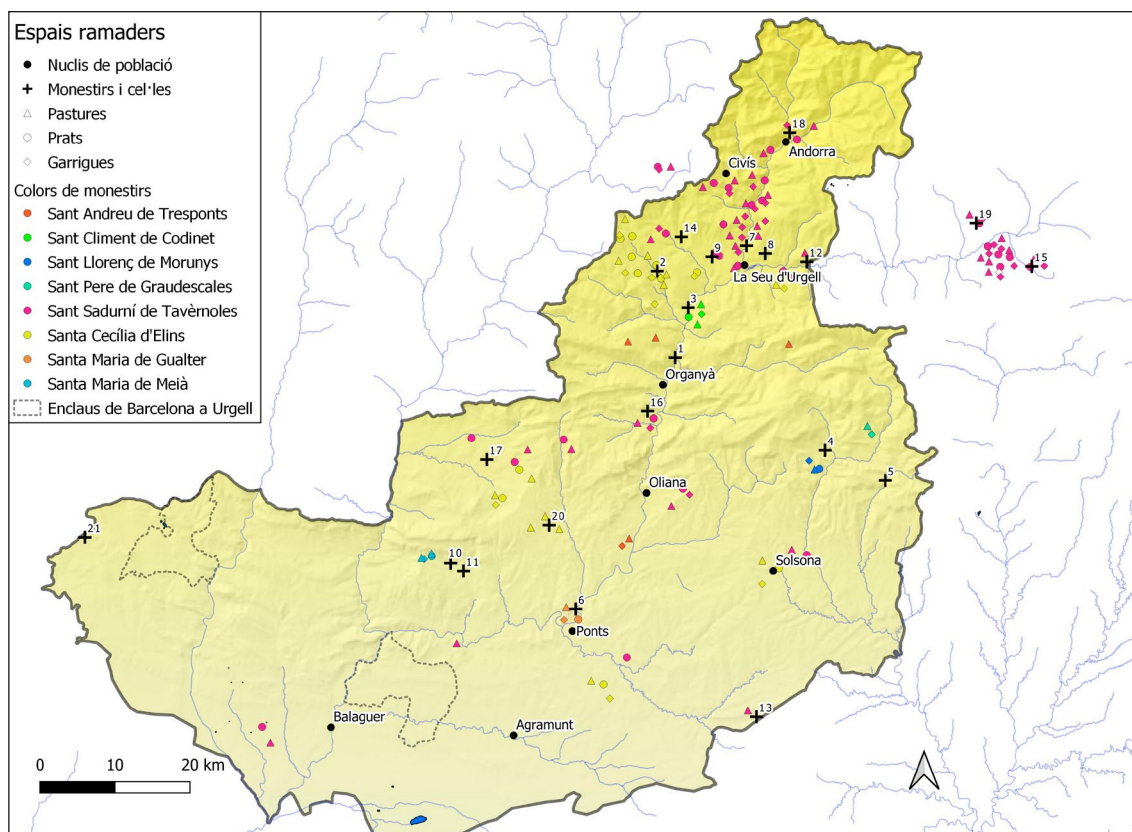 Espais ramaders
Nuclis de població
Monestirs i cel·les
Pastures
Prats
Garrigues
Colors de monestirs
Sant Andreu de Tresponts
Sant Climent de Codinet
Sant Llorenç de Morunys
Sant Pere de Graudescales
Sant Sadurní de Tavèrnoles
Santa Cecília d'Elins
Santa Maria de Gualter
Santa Maria de Meià
Enclaus de Barcelona a Urgell
18
Andorra
Civís
19
14
7
8
9
12
15
2
La Seu d'Urgell
3
1
Organyà
16
4
17
5
Oliana
20
21
10
11
Solsona
6
Ponts
13
Balaguer
Agramunt
0 10 20 km